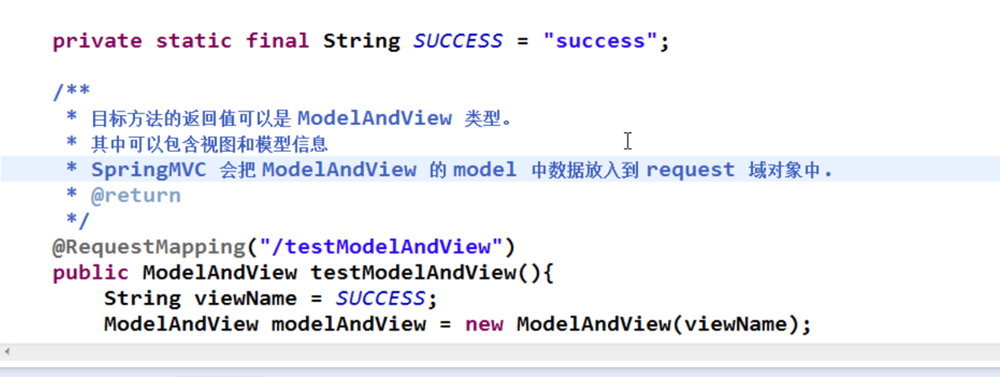 private static final String SUCCESS = "success";
/**
* 目标方法的返回值可以是 ModelAndView 类型。
* 其中可以包含视图和模型信息
* SpringMVC 会把 ModelAndView 的 model 中数据放入到 request 域对象中.
* @return
*/
@RequestMapping("/testModelAndView")
public ModelAndView testModelAndView(){
String viewName = SUCCESS;
ModelAndView modelAndView = new ModelAndView(viewName);